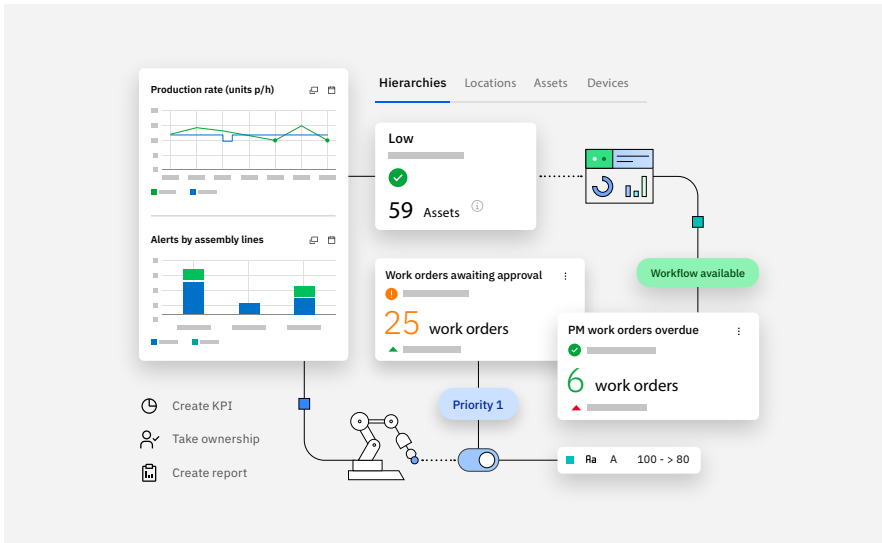 Production rate (units p/h)
Hierarchies
Locations
Assets
Devices
Low
59 Assets
Alerts by assembly lines
Workflow available
Work orders awaiting approval
25 work orders
PM work orders overdue
6 work orders
Priority 1
Create KPI
Take ownership
Create report
Aa A 100 - > 80